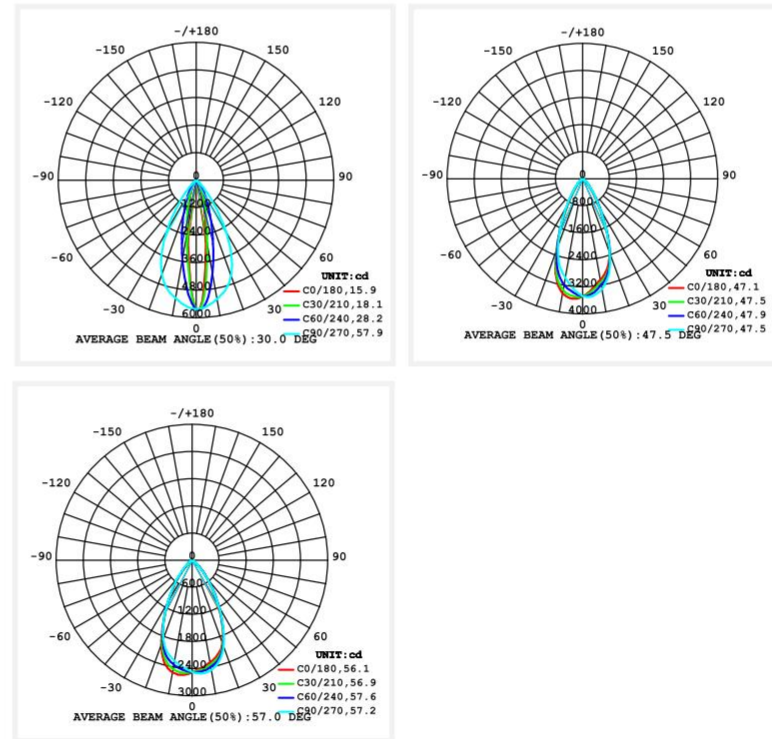 -/+180
-150 150
-120 120
-90 90
-60 60
-30 30
0
0
1200
2400
3600
4800
6000
UNIT:cd
C0/180,15.9
C30/210,18.1
C60/240,28.2
C90/270,57.9
AVERAGE BEAM ANGLE(50%):30.0 DEG
-/+180
-150 150
-120 120
-90 90
-60 60
-30 30
0
0
800
1600
2400
3200
4000
UNIT:cd
C0/180,47.1
C30/210,47.5
C60/240,47.9
C90/270,47.5
AVERAGE BEAM ANGLE(50%):47.5 DEG
-/+180
-150 150
-120 120
-90 90
-60 60
-30 30
0
0
600
1200
1800
2400
3000
UNIT:cd
C0/180,56.1
C30/210,56.9
C60/240,57.6
C90/270,57.2
AVERAGE BEAM ANGLE(50%):57.0 DEG